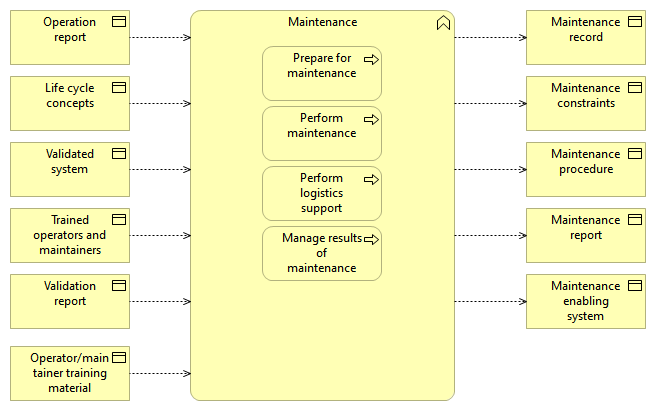 Operation
report
Life cycle
concepts
Validated
system
Trained
operators and
maintainers
Validation
report
Operator/main
tainer training
material
Maintenance
Prepare for
maintenance
Perform
maintenance
Perform
logistics
support
Manage results
of
maintenance
Maintenance
record
Maintenance
constraints
Maintenance
procedure
Maintenance
report
Maintenance
enabling
system